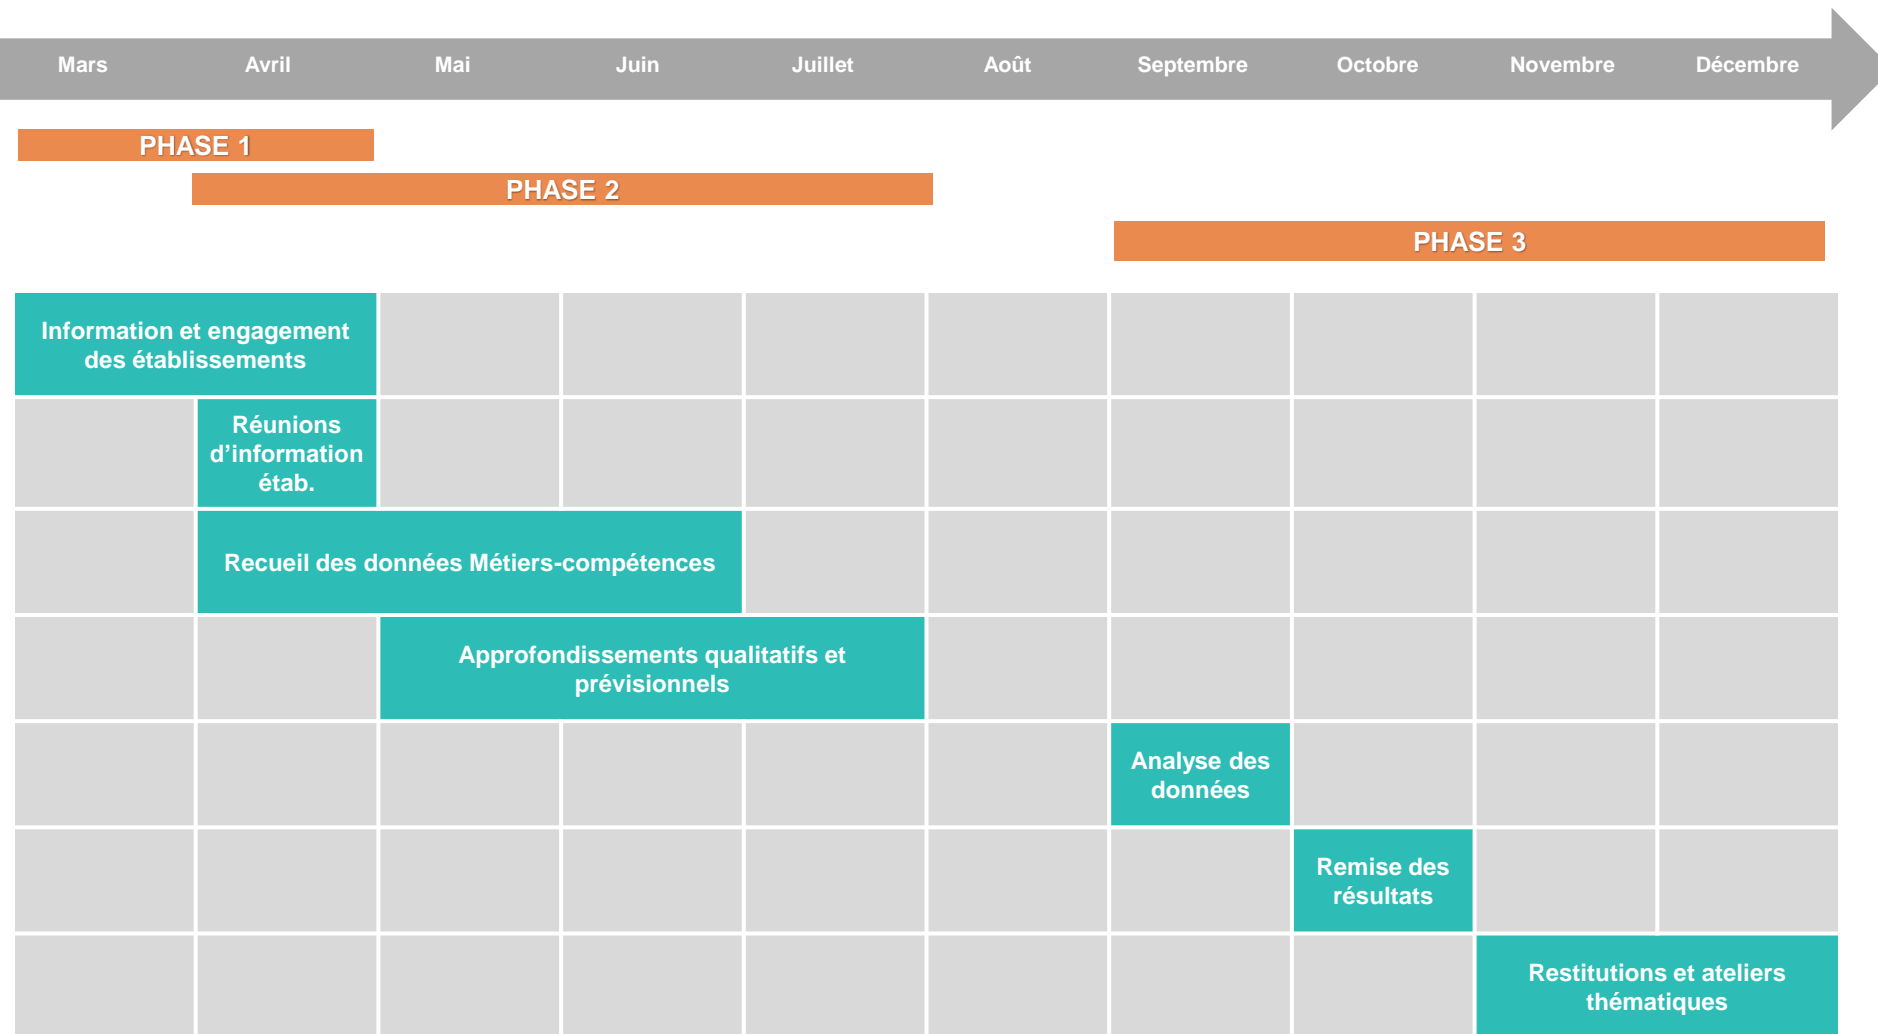 Mars Avril Mai Juin Juillet Août Septembre Octobre Novembre Décembre
PHASE 1
PHASE 2
PHASE 3
Information et engagement
des établissements
Réunions
d’information
étab.
Recueil des données Métiers-compétences
Approfondissements qualitatifs et
prévisionnels
Analyse des
données
Remise des
résultats
Restitutions et ateliers
thématiques